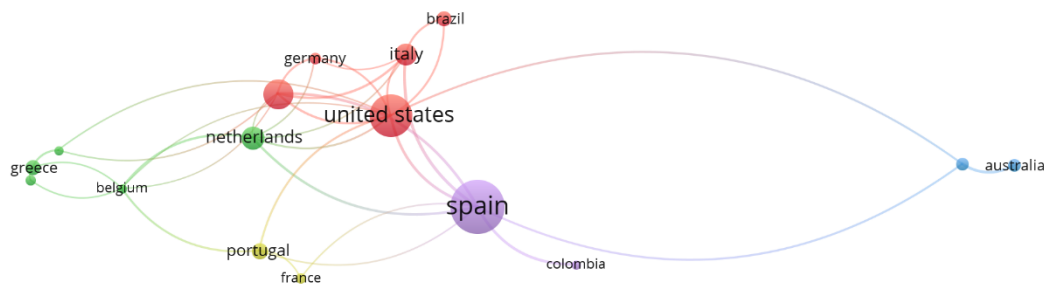 brazil
italy
germany
united states
netherlands
greece
australia
belgium
spain
portugal
colombia
france